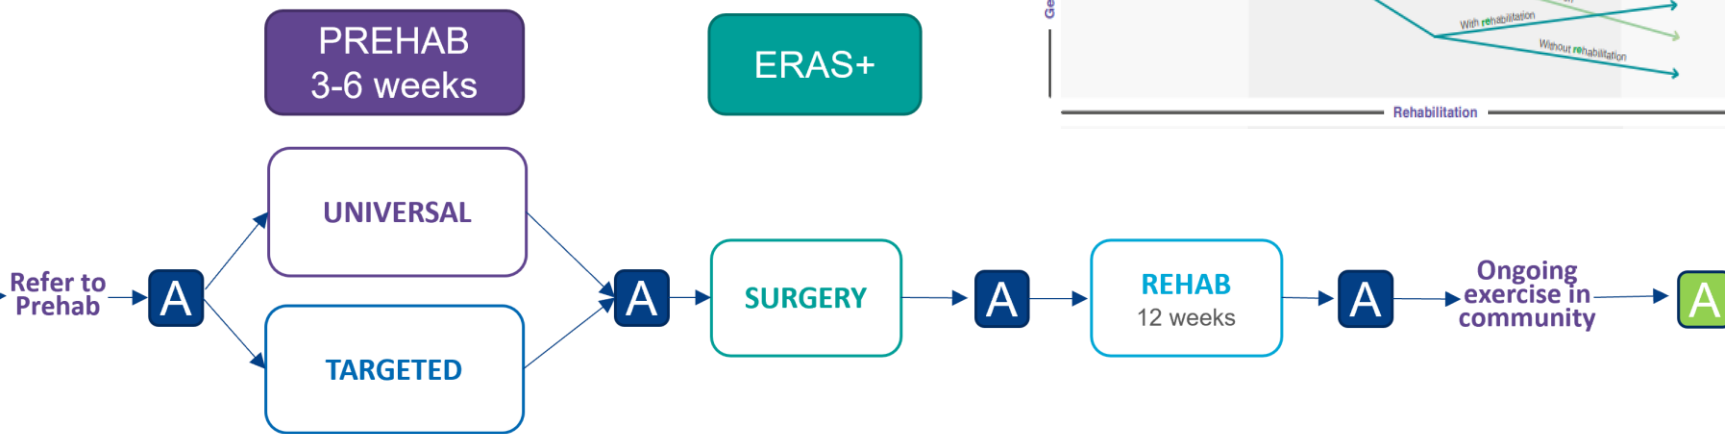 PREHAB
3-6 weeks
ERAS+
Ge
With rehabilitation
Without rehabilitation
Rehabilitation
Refer to
Prehab
A
UNIVERSAL
TARGETED
A
SURGERY
A
REHAB
12 weeks
A
Ongoing
exercise in
community
A